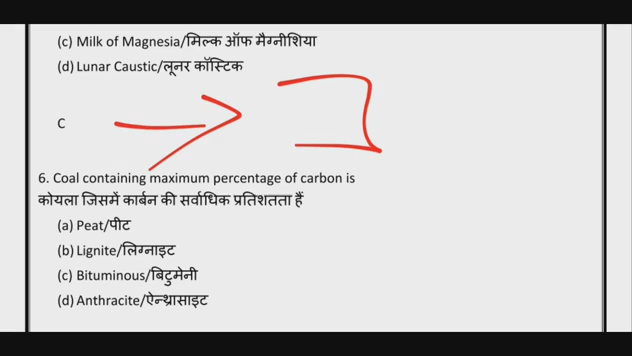 (c) Milk of Magnesia/मिल्क ऑफ मैग्नीशिया
(d) Lunar Caustic/लूनर कॉस्टिक
C
6. Coal containing maximum percentage of carbon is
कोयला जिसमें कार्बन की सर्वाधिक प्रतिशतता हैं
(a) Peat/पीट
(b) Lignite/लिग्नाइट
(c) Bituminous/बिटुमेनी
(d) Anthracite/ऐन्थ्रासाइट